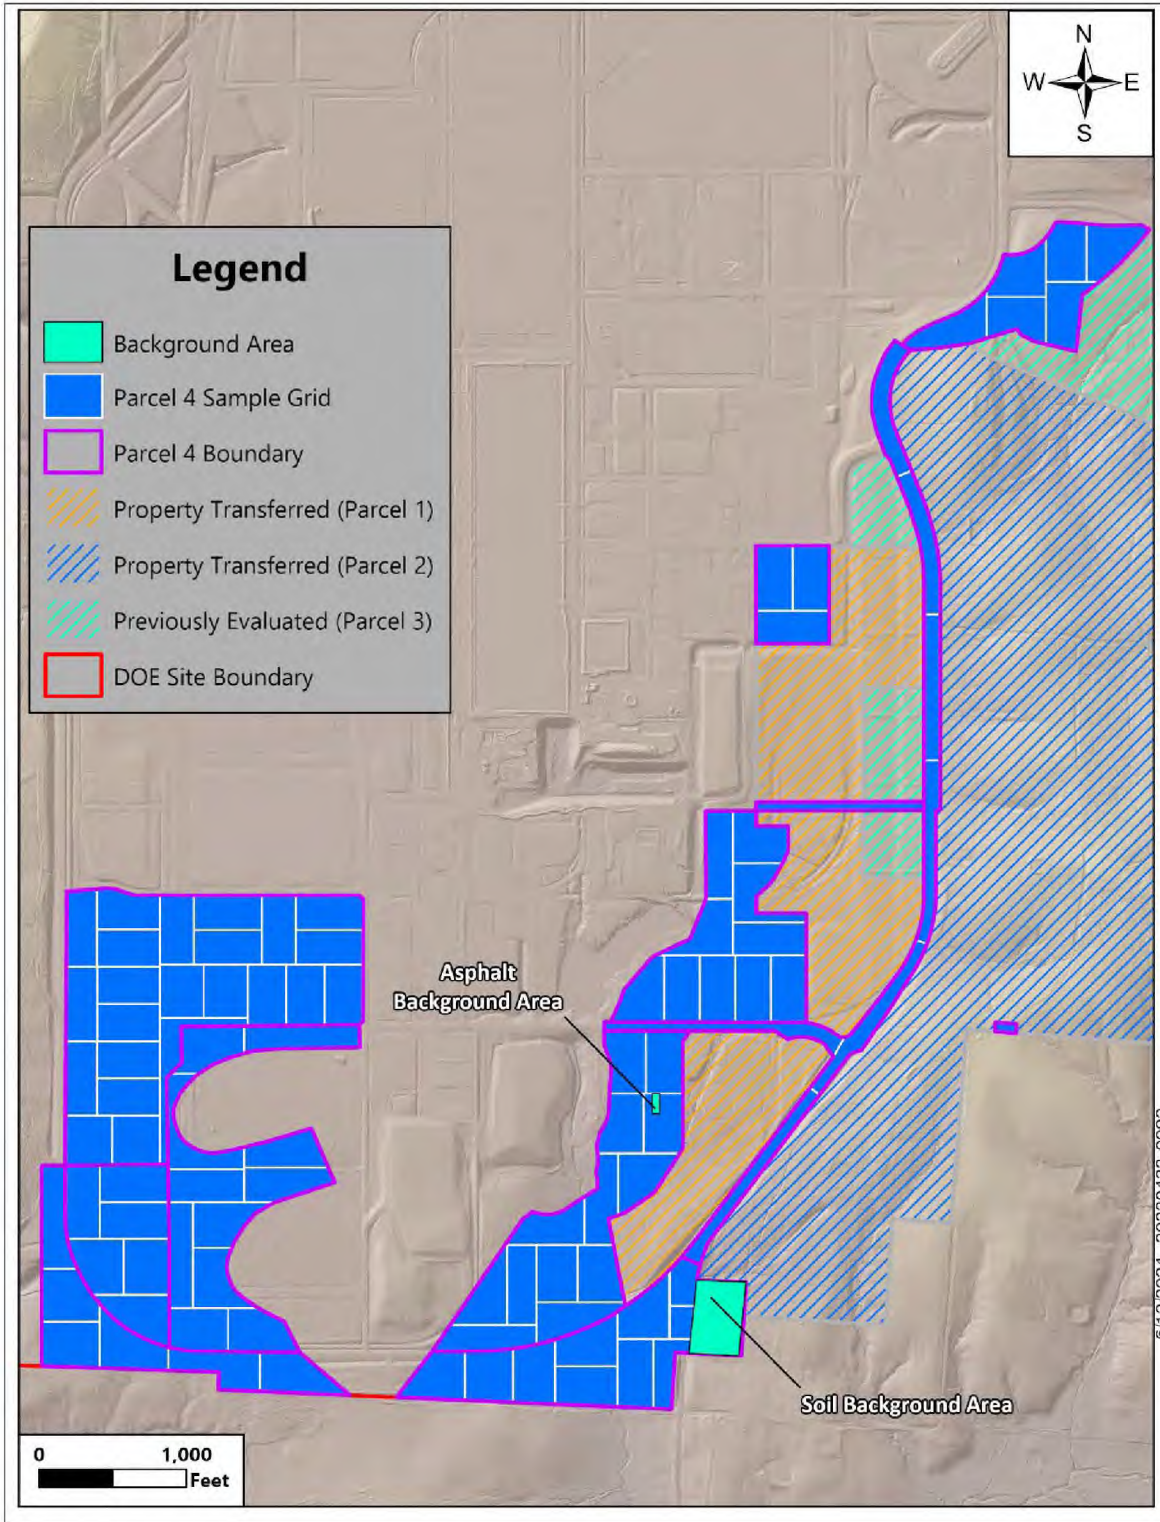 N
W E
S
Legend
Background Area
Parcel 4 Sample Grid
Parcel 4 Boundary
Property Transferred (Parcel 1)
Property Transferred (Parcel 2)
Previously Evaluated (Parcel 3)
DOE Site Boundary
Asphalt
Background Area
Soil Background Area
0 1,000
Feet